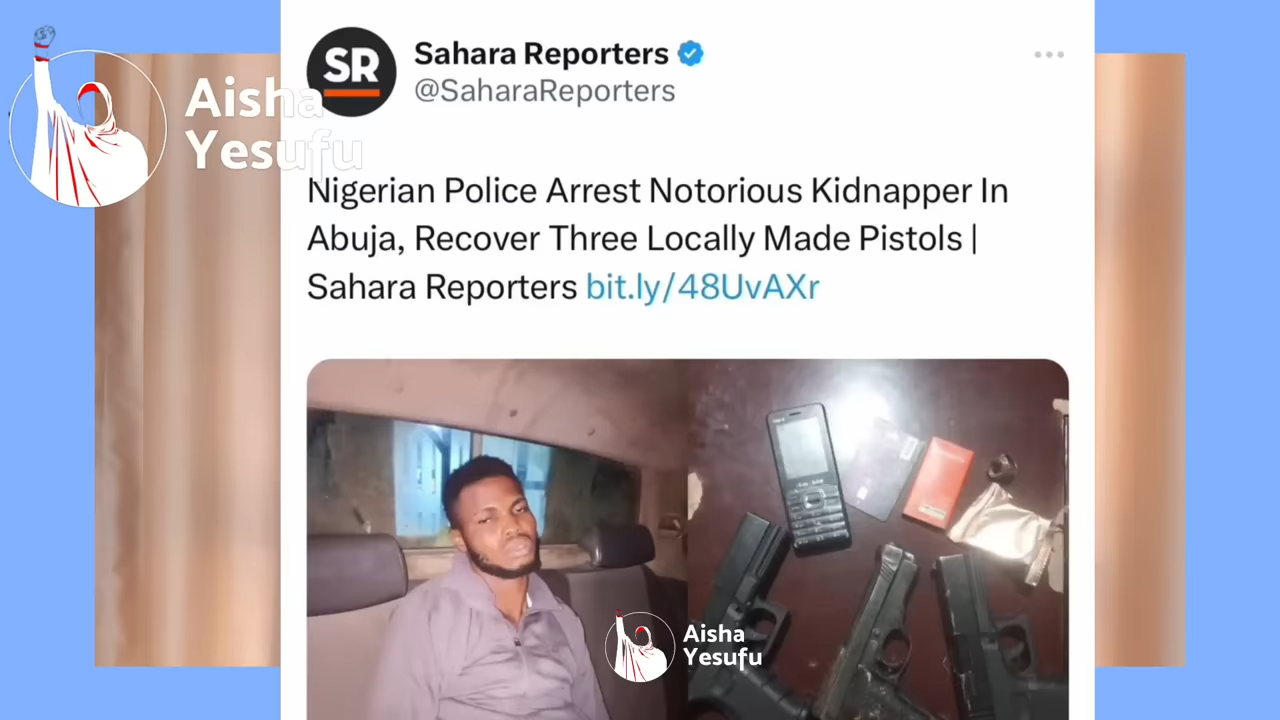 Aisha
Yesufu
SR
Sahara Reporters
@SaharaReporters
Nigerian Police Arrest Notorious Kidnapper In
Abuja, Recover Three Locally Made Pistols |
Sahara Reporters bit.ly/48UvAXr
Aisha
Yesufu